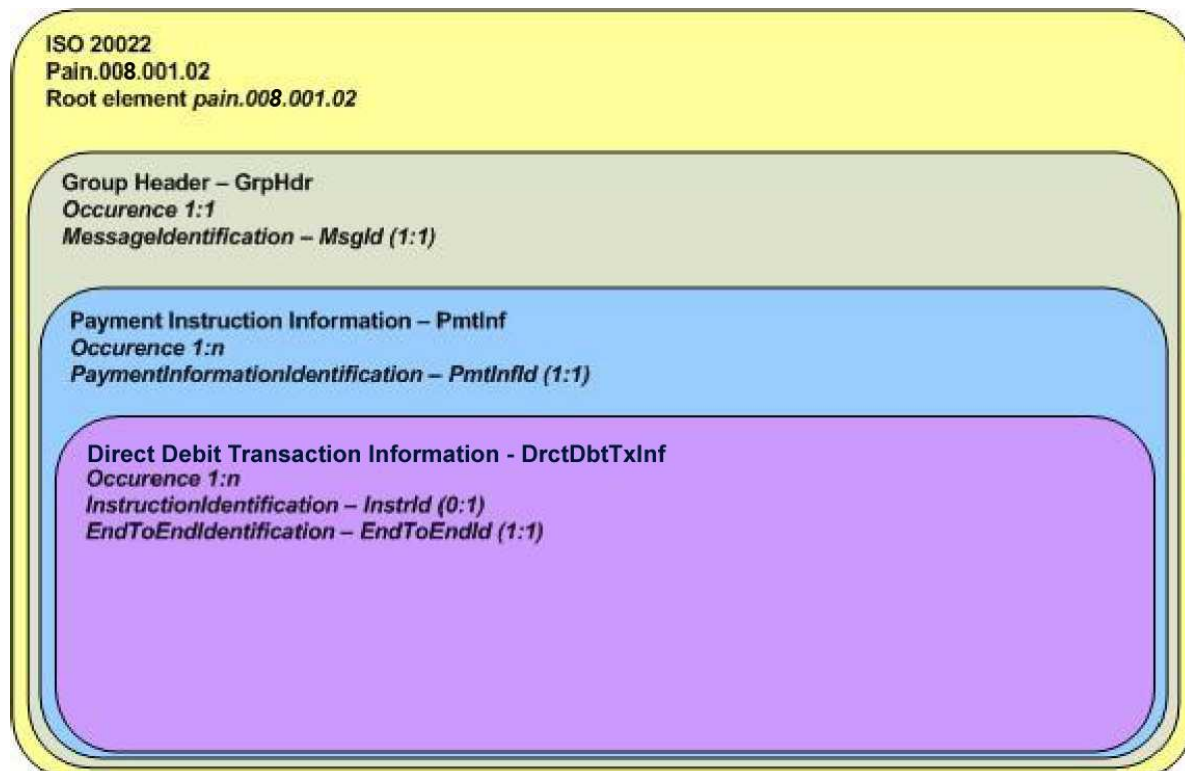 ISO 20022
Pain.008.001.02
Root element pain.008.001.02
Group Header – GrpHdr
Occurence 1:1
MessageIdentification – MsgId (1:1)
Payment Instruction Information – PmtInf
Occurence 1:n
PaymentInformationIdentification – PmtInfId (1:1)
Direct Debit Transaction Information - DrctDbtTxInf
Occurence 1:n
InstructionIdentification – InstrId (0:1)
EndToEndIdentification – EndToEndId (1:1)